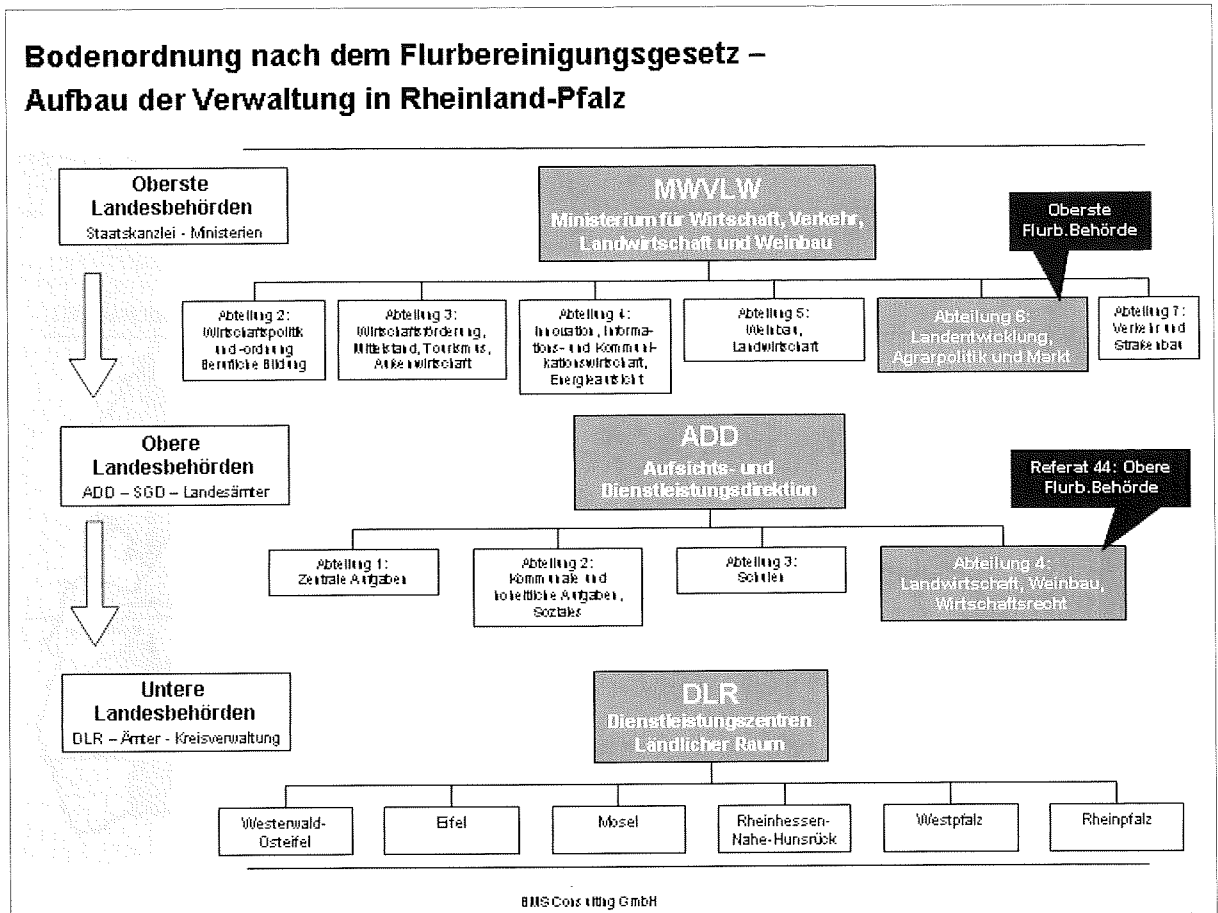 Bodenordnung nach dem Flurbereinigungsgesetz –
Aufbau der Verwaltung in Rheinland-Pfalz
Oberste
Landesbehörden
Staatskanzlei - Ministerien
MWVLW
Ministerium für Wirtschaft, Verkehr,
Landwirtschaft und Weinbau
Oberste
Flurb.Behörde
Abteilung 2:
Wirtschaftspolitik
und -ordnung
Berufliche Bildung
Abteilung 3:
Wirtschaftsförderung,
Mittelstand, Tourismus,
Außenwirtschaft
Abteilung 4:
Innovation, Informa-
tions- und Kommuni-
kationswirtschaft,
Energieaufsicht
Abteilung 5:
Weinbau,
Landwirtschaft
Abteilung 6:
Landentwicklung,
Agrarpolitik und Markt
Abteilung 7:
Verkehr und
Straßenbau
Obere
Landesbehörden
ADD – SGD – Landesämter
ADD
Aufsichts- und
Dienstleistungsdirektion
Referat 44: Obere
Flurb.Behörde
Abteilung 1:
Zentrale Aufgaben
Abteilung 2:
Kommunale und
hoheitliche Aufgaben,
Soziales
Abteilung 3:
Schulen
Abteilung 4:
Landwirtschaft, Weinbau,
Wirtschaftsrecht
Untere
Landesbehörden
DLR – Ämter - Kreisverwaltung
DLR
Dienstleistungszentren
Ländlicher Raum
Westerwald-
Osteifel
Eifel
Mosel
Rheinhessen-
Nahe-Hunsrück
Westpfalz
Rheinpfalz
BMS Consulting GmbH